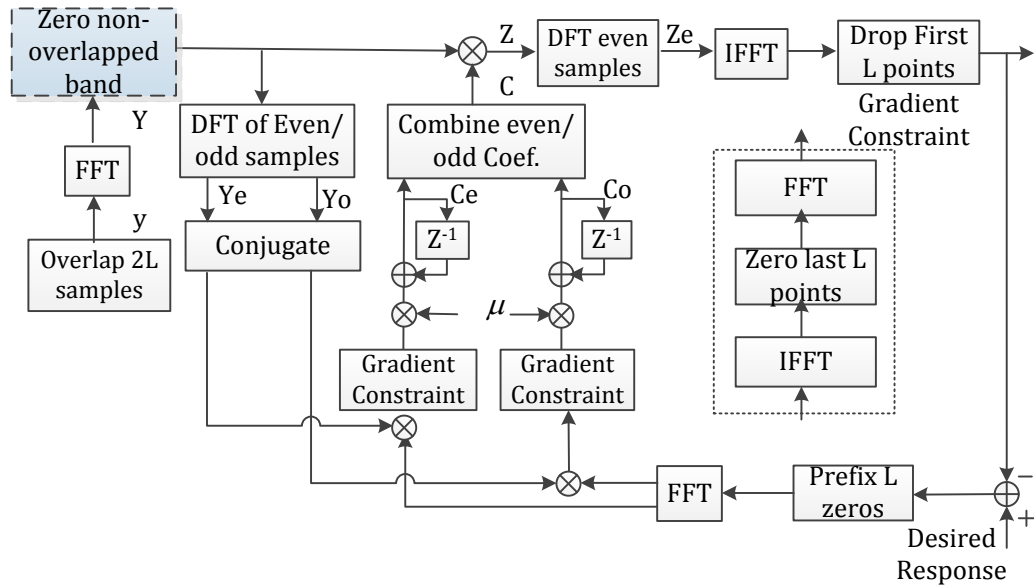 Zero non-
overlapped
band
Z
DFT even
samples
Ze
IFFT
Drop First
L points
Y
C
Gradient
Constraint
DFT of Even/
odd samples
Combine even/
odd Coef.
FFT
Ye
Yo
Ce
Co
FFT
y
Conjugate
Z-1
Z-1
Overlap 2L
samples
Zero last L
points
μ
Gradient
Constraint
Gradient
Constraint
IFFT
FFT
Prefix L
zeros
−
+
Desired
Response